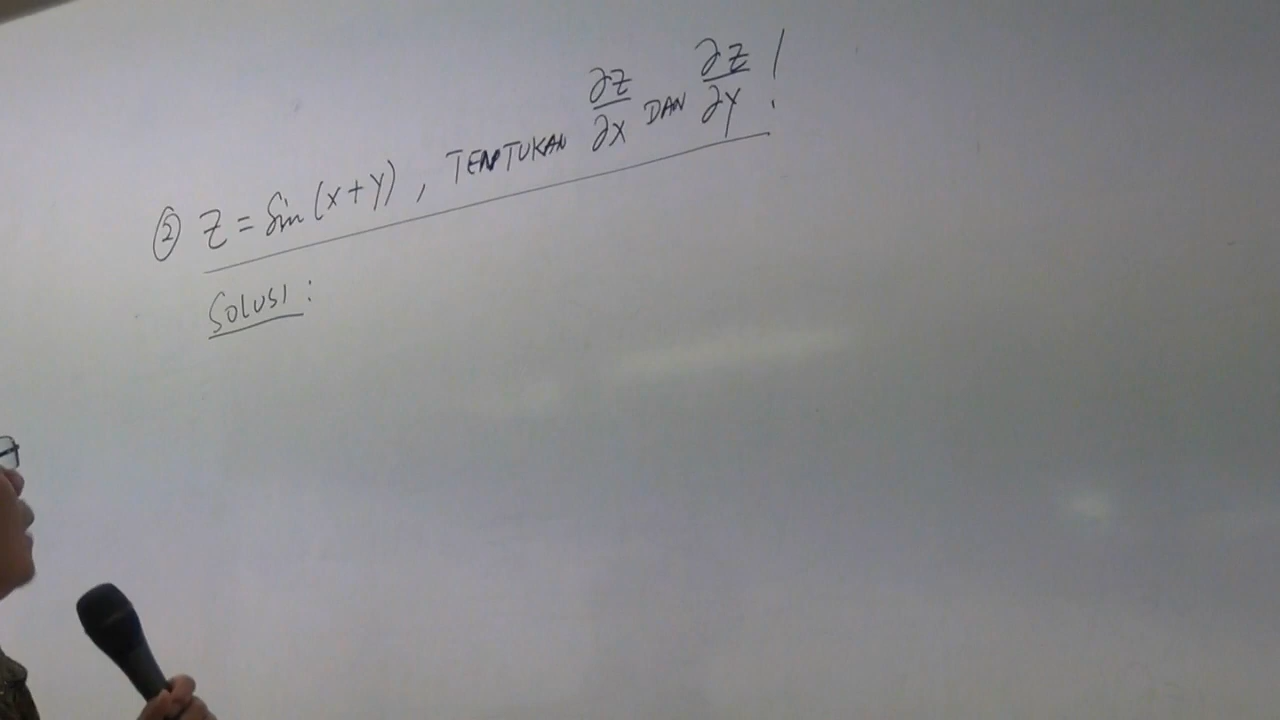 ② Z = Sin (x+y), TENTUKAN ∂Z/∂X DAN ∂Z/∂Y !
SOLUSI :